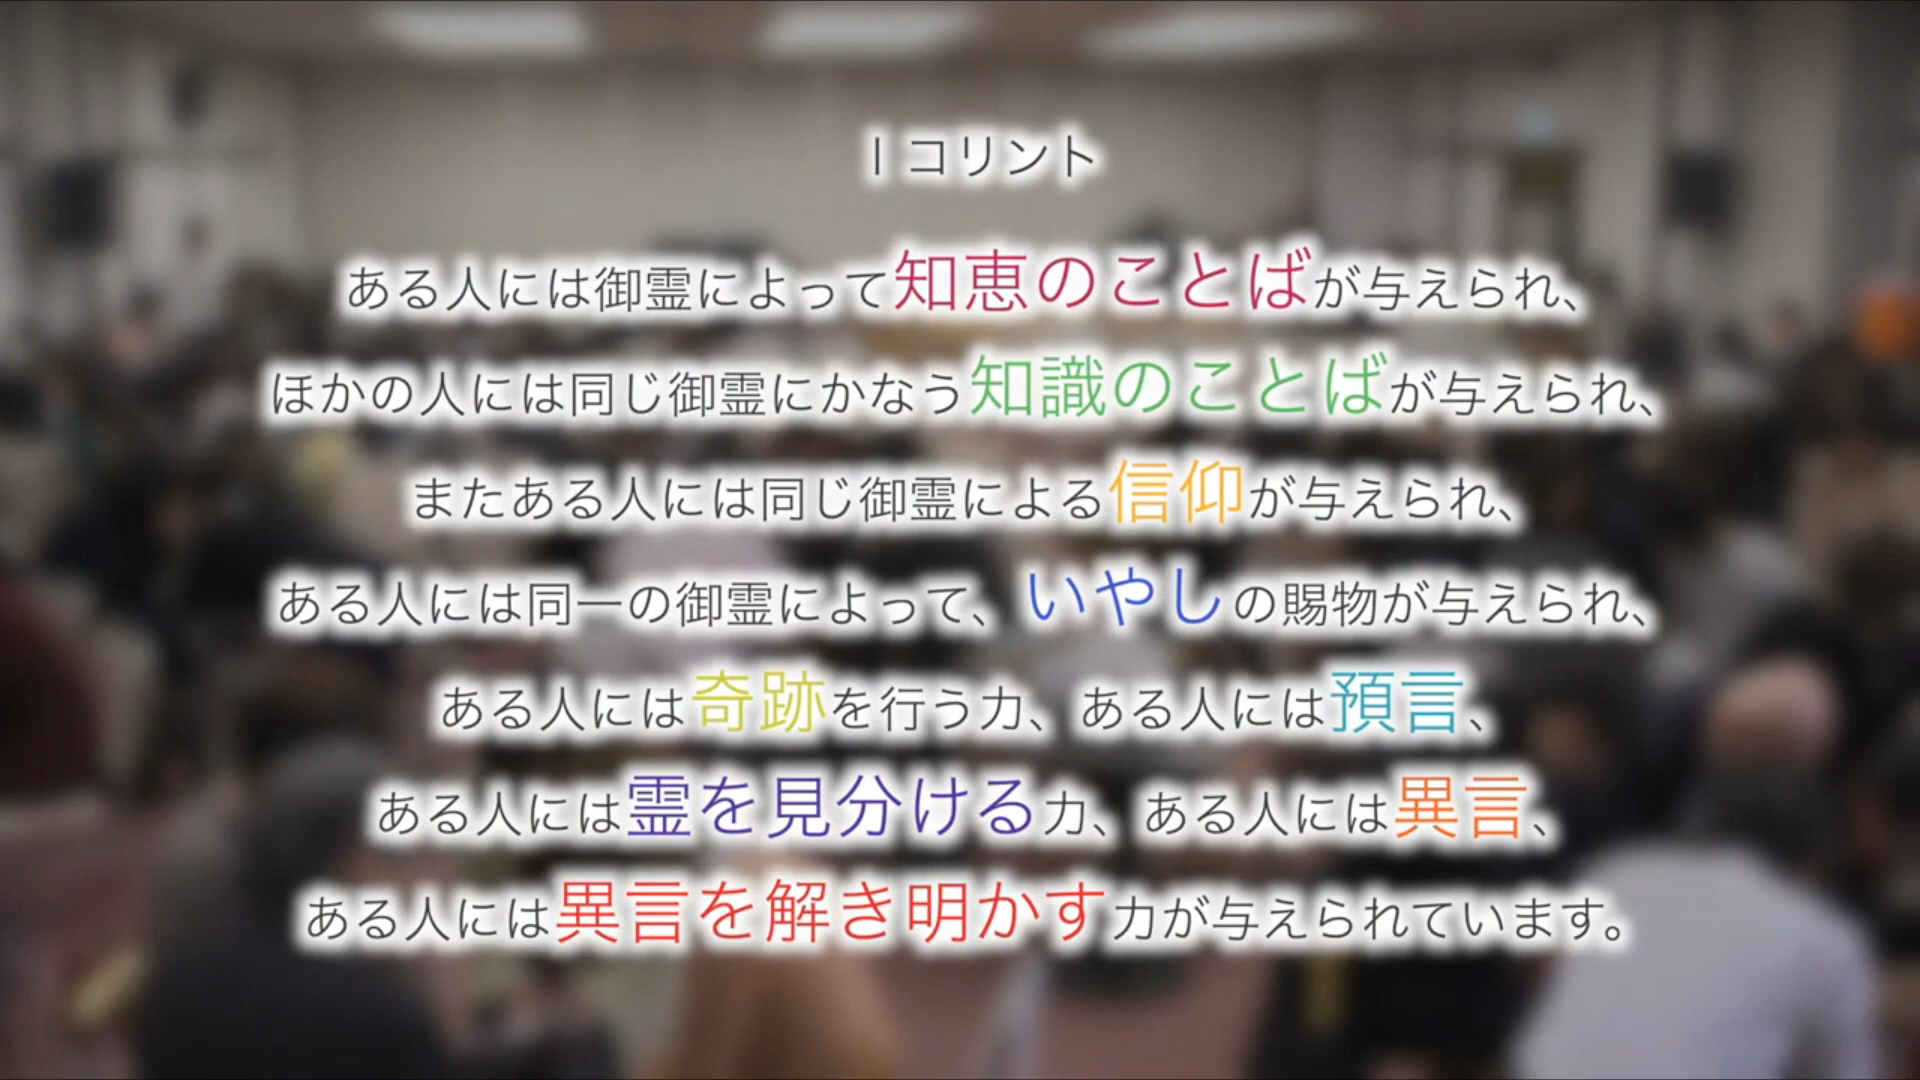 Ⅰコリント
ある人には御霊によって知恵のことばが与えられ、
ほかの人には同じ御霊にかなう知識のことばが与えられ、
またある人には同じ御霊による信仰が与えられ、
ある人には同一の御霊によって、いやしの賜物が与えられ、
ある人には奇跡を行う力、ある人には預言、
ある人には霊を見分ける力、ある人には異言、
ある人には異言を解き明かす力が与えられています。